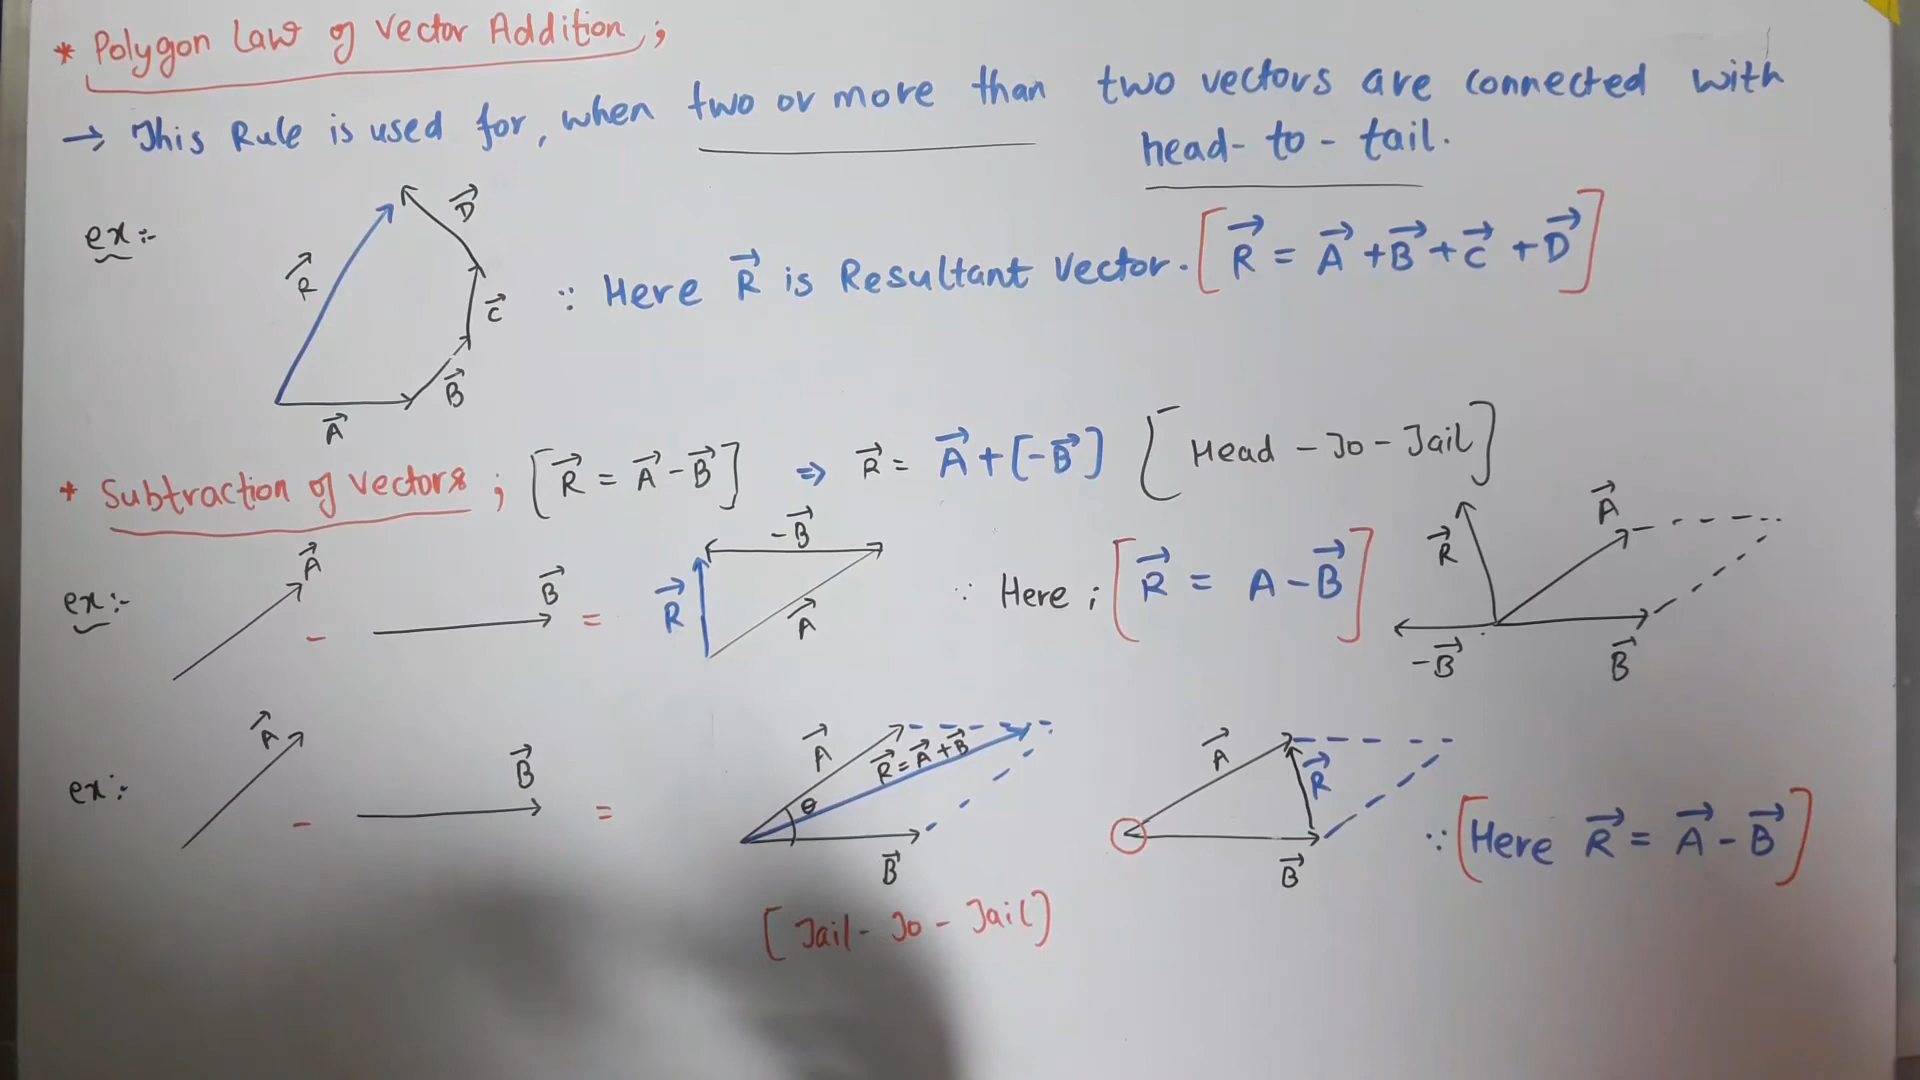 * Polygon Law of Vector Addition ;
→ This Rule is used for, when two or more than two vectors are connected with
head - to - tail.
ex:-
R⃗
D⃗
C⃗
B⃗
A⃗
∵ Here R⃗ is Resultant Vector. [R⃗ = A⃗ + B⃗ + C⃗ + D⃗]
* Subtraction of vectors ; [R⃗ = A⃗ - B⃗] ⇒ R⃗ = A⃗ + [-B⃗] [Head - To - Tail]
ex:-
A⃗
-
B⃗
=
R⃗
-B⃗
A⃗
∵ Here ; [R⃗ = A - B⃗]
R⃗
A⃗
-B⃗
B⃗
ex:
A⃗
-
B⃗
=
A⃗
R⃗ = A⃗ + B⃗
θ
B⃗
[Tail - To - Tail]
A⃗
R⃗
B⃗
∵ [Here R⃗ = A⃗ - B⃗]